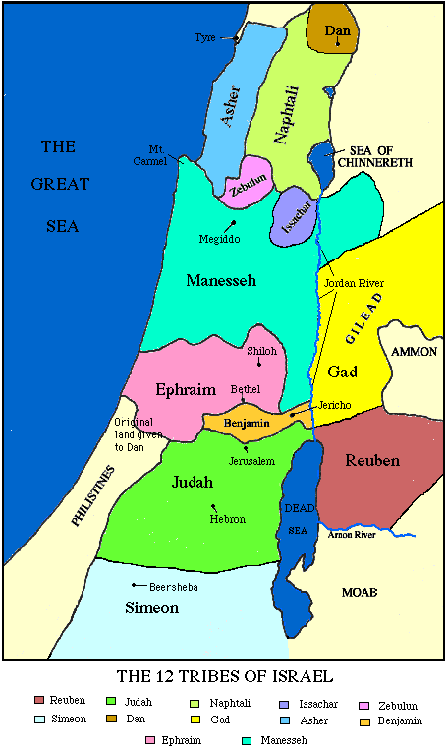 Dan
Tyre
Asher
Naphtali
THE
GREAT
SEA
Mt.
Carmel
SEA OF
CHINNERETH
Zebulun
Issachar
Megiddo
Manesseh
Jordan River
GILEAD
AMMON
Shiloh
Gad
Ephraim
Bethel
Jericho
Original
land given
to Dan
Benjamin
Jerusalem
Reuben
PHILISTINES
Judah
Hebron
DEAD
SEA
Arnon River
Beersheba
Simeon
MOAB
THE 12 TRIBES OF ISRAEL
Reuben Judah Naphtali Issachar Zebulun
Simeon Dan God Asher Benjamin
Ephraim Manesseh